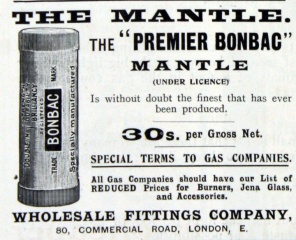 THE MANTLE.
THE "PREMIER BONBAC"
MANTLE
(UNDER LICENCE)
Is without doubt the finest that has ever
been produced.
30s. per Gross Net.
SPECIAL TERMS TO GAS COMPANIES.
All Gas Companies should have our List of
REDUCED Prices for Burners, Jena Glass,
and Accessories.
WHOLESALE FITTINGS COMPANY,
80, COMMERCIAL ROAD, LONDON, E.
TRADE BONBAC MARK
Specially manufactured